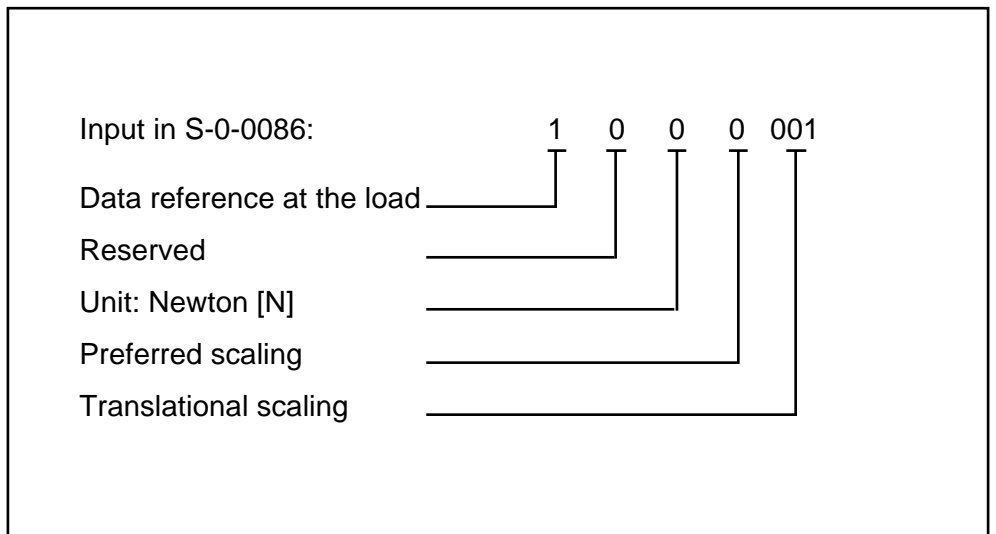 Input in S-0-0086: 1 0 0 0 001
Data reference at the load
Reserved
Unit: Newton [N]
Preferred scaling
Translational scaling